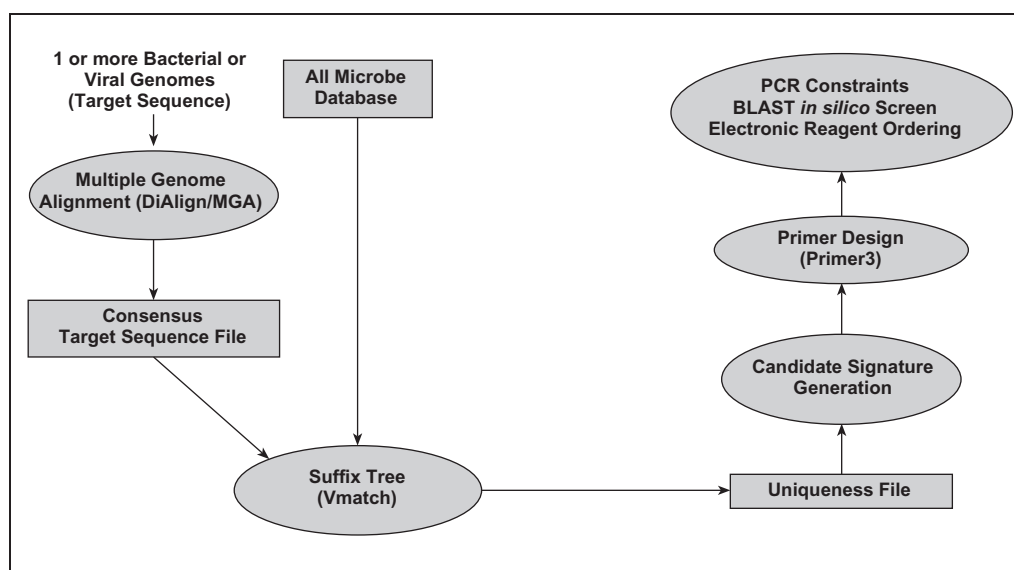 1 or more Bacterial or
Viral Genomes
(Target Sequence)
All Microbe
Database
Multiple Genome
Alignment (DiAlign/MGA)
Consensus
Target Sequence File
Suffix Tree
(Vmatch)
Uniqueness File
Candidate Signature
Generation
Primer Design
(Primer3)
PCR Constraints
BLAST in silico Screen
Electronic Reagent Ordering